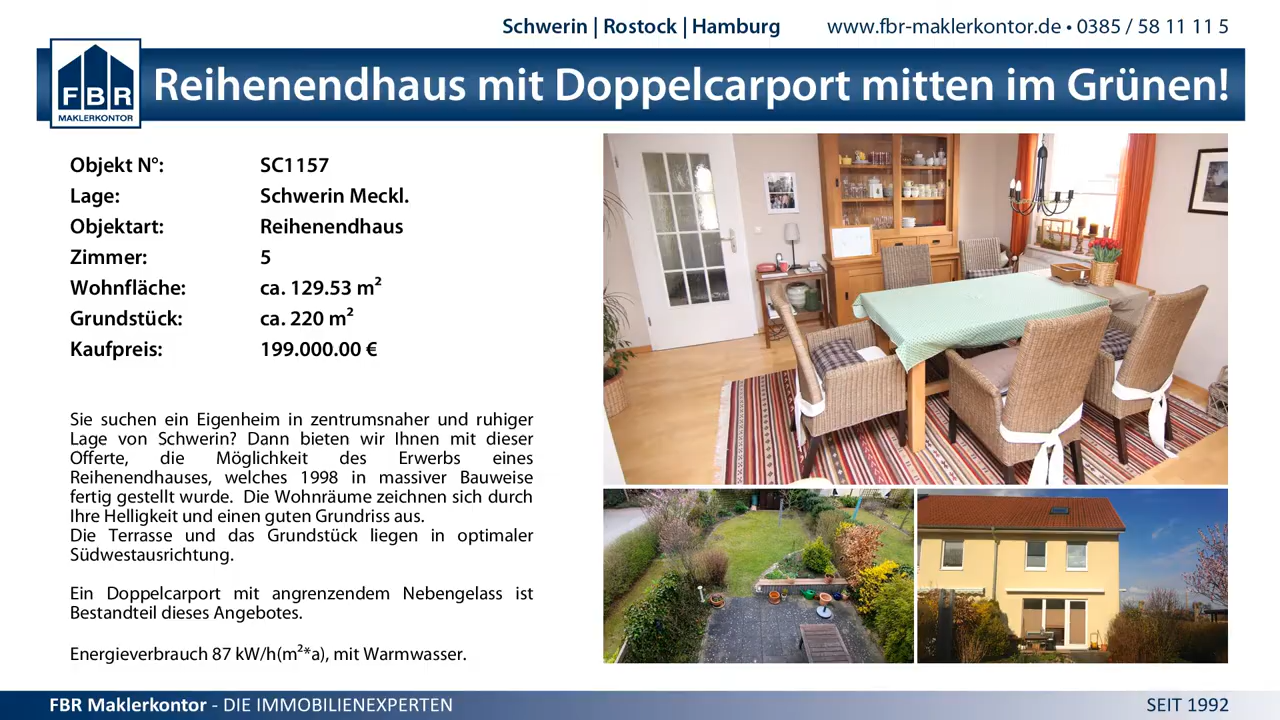 Schwerin | Rostock | Hamburg www.fbr-maklerkontor.de • 0385 / 58 11 11 5
FBR
MAKLERKONTOR
Reihenendhaus mit Doppelcarport mitten im Grünen!
Objekt N°: SC1157
Lage: Schwerin Meckl.
Objektart: Reihenendhaus
Zimmer: 5
Wohnfläche: ca. 129.53 m²
Grundstück: ca. 220 m²
Kaufpreis: 199.000.00 €
Sie suchen ein Eigenheim in zentrumsnaher und ruhiger
Lage von Schwerin? Dann bieten wir Ihnen mit dieser
Offerte, die Möglichkeit des Erwerbs eines
Reihenendhauses, welches 1998 in massiver Bauweise
fertig gestellt wurde. Die Wohnräume zeichnen sich durch
Ihre Helligkeit und einen guten Grundriss aus.
Die Terrasse und das Grundstück liegen in optimaler
Südwestausrichtung.
Ein Doppelcarport mit angrenzendem Nebengelass ist
Bestandteil dieses Angebotes.
Energieverbrauch 87 kW/h(m²*a), mit Warmwasser.
FBR Maklerkontor - DIE IMMOBILIENEXPERTEN SEIT 1992